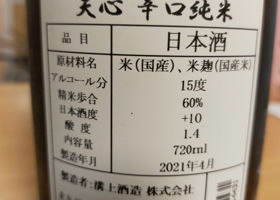 天心 辛口純米
品目 日本酒
原材料名 米(国産)、米麹(国産米)
アルコール分 15度
精米歩合 60%
日本酒度 +10
酸度 1.4
内容量 720ml
製造年月 2021年4月
製造者:溝上酒造 株式会社